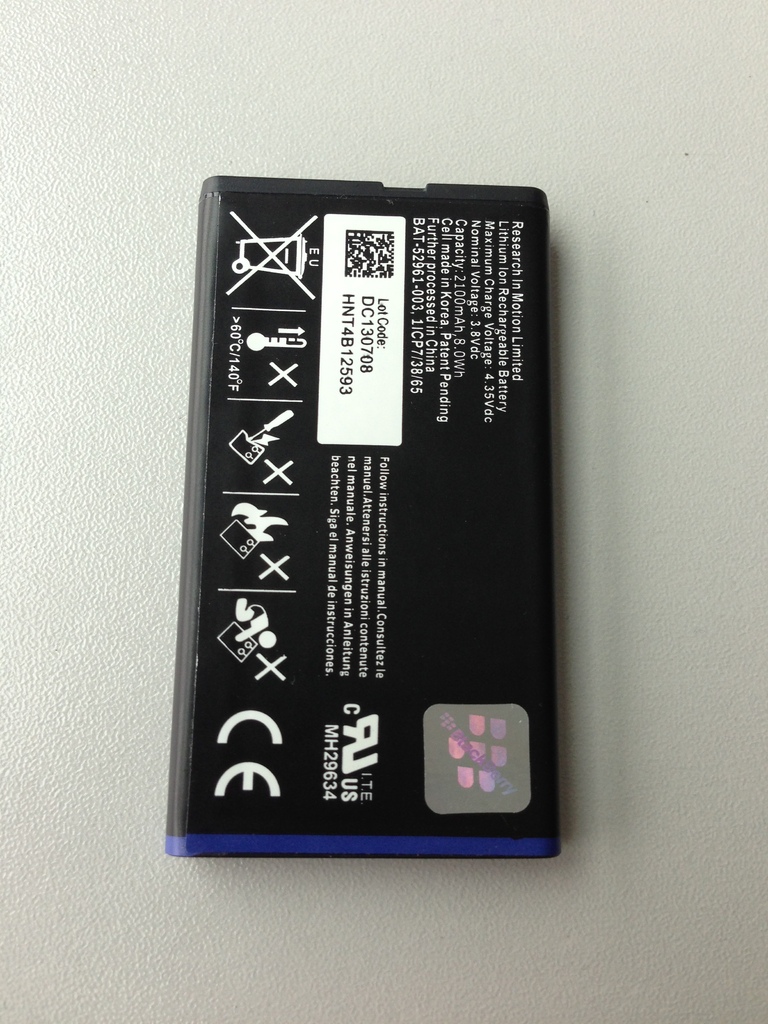 Research In Motion Limited
Lithium Ion Rechargeable Battery
Maximum Charge Voltage: 4.35Vdc
Nominal Voltage: 3.8Vdc
Capacity: 2100mAh, 8.0Wh
Cell made in Korea. Patent Pending
Further processed in China
BAT-52961-003, 1ICP7/38/65
Lot Code:
DC130708
HNT4B12593
Follow instructions in manual.Consultez le
manuel.Attenersi alle istruzioni contenute
nel manuale. Anweisungen in Anleitung
beachten. Siga el manual de instrucciones.
EU
>60°C/140°F
I.T.E.
C RU US
MH29634
CE
BlackBerry